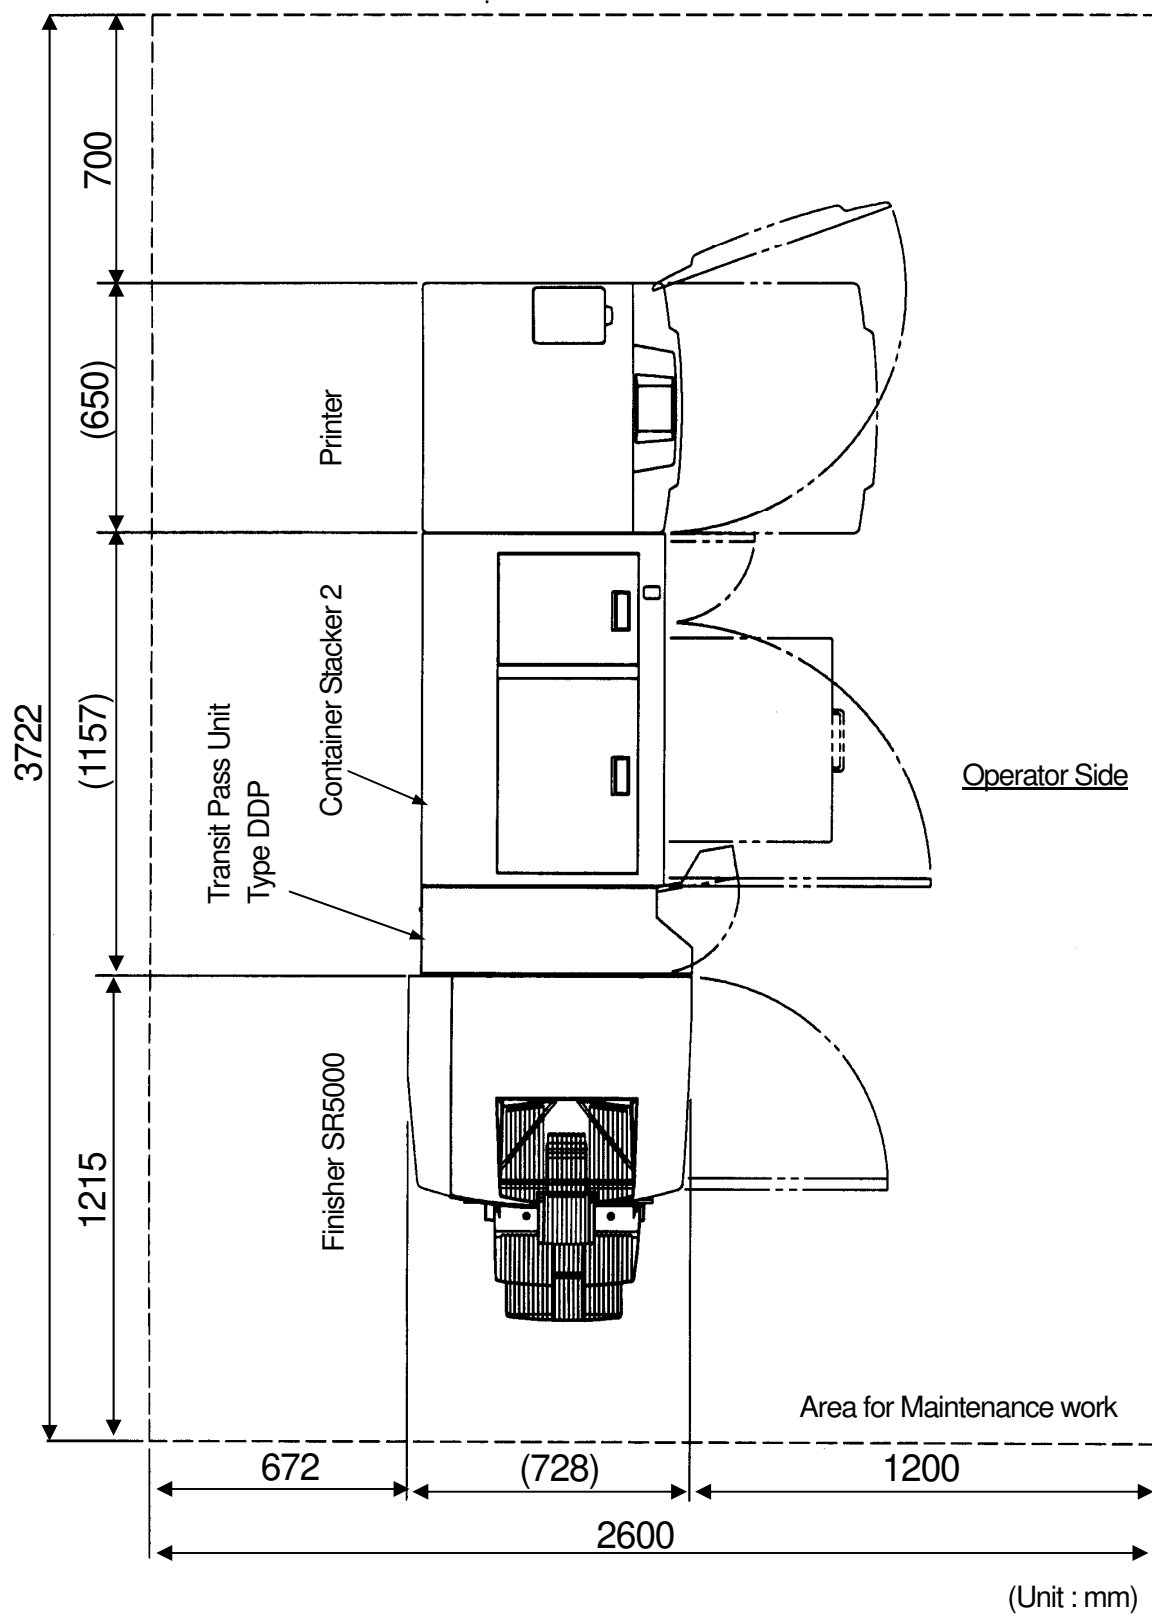 700
(650)
Printer
3722
(1157)
Container Stacker 2
Transit Pass Unit
Type DDP
Operator Side
1215
Finisher SR5000
Area for Maintenance work
672
(728)
1200
2600
(Unit : mm)